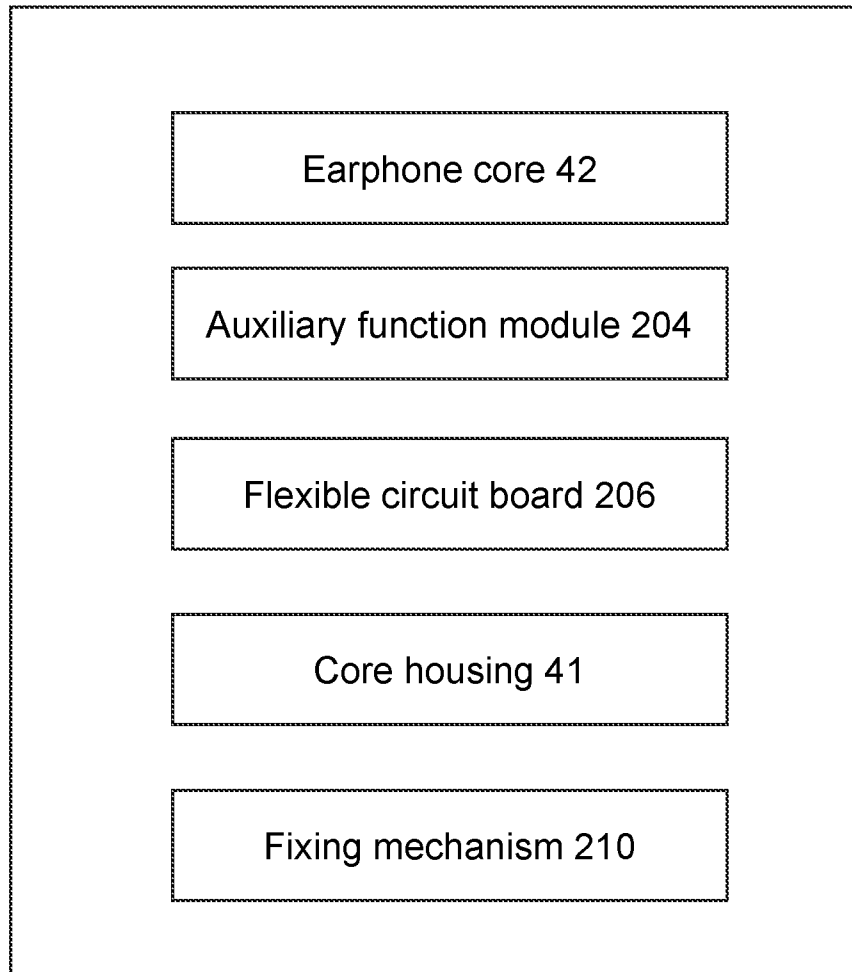 Earphone core 42
Auxiliary function module 204
Flexible circuit board 206
Core housing 41
Fixing mechanism 210